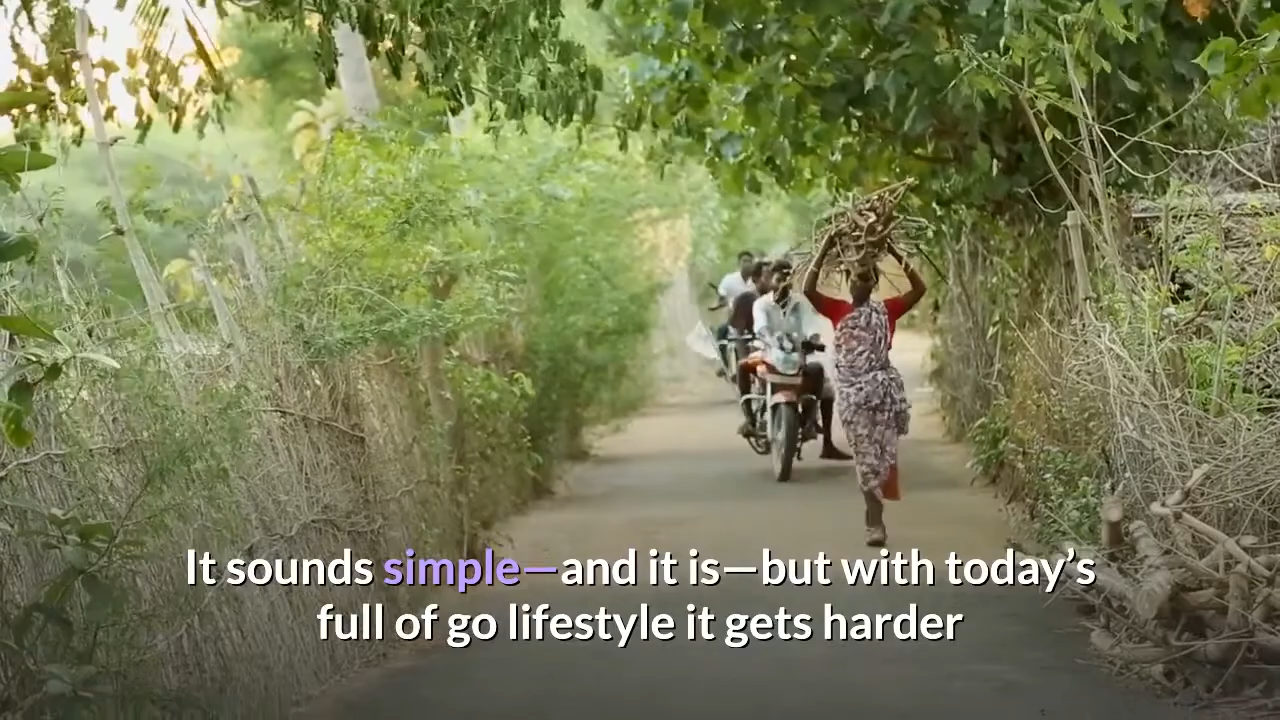 It sounds simple—and it is—but with today’s
full of go lifestyle it gets harder